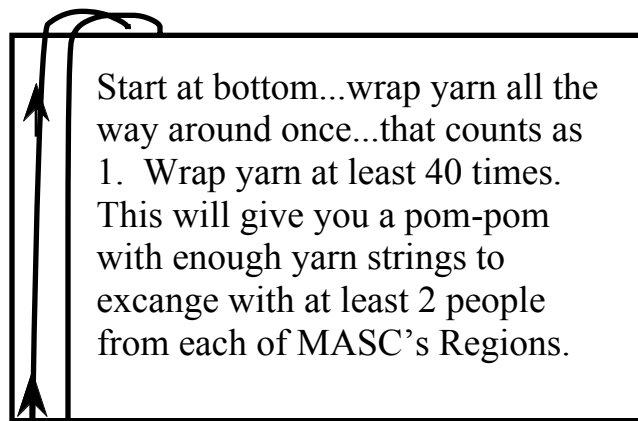 Start at bottom...wrap yarn all the
way around once...that counts as
1.  Wrap yarn at least 40 times.
This will give you a pom-pom
with enough yarn strings to
excange with at least 2 people
from each of MASC’s Regions.